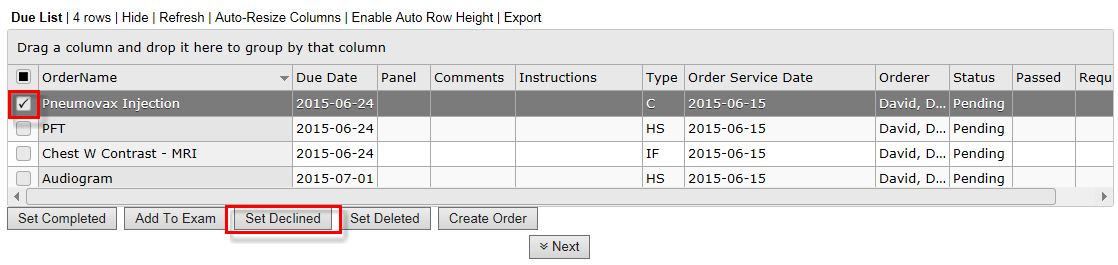 Due List | 4 rows | Hide | Refresh | Auto-Resize Columns | Enable Auto Row Height | Export
Drag a column and drop it here to group by that column
OrderName Due Date Panel Comments Instructions Type Order Service Date Orderer Status Passed Requ
Pneumovax Injection 2015-06-24 C 2015-06-15 David, D... Pending
PFT 2015-06-24 HS 2015-06-15 David, D... Pending
Chest W Contrast - MRI 2015-06-24 IF 2015-06-15 David, D... Pending
Audiogram 2015-07-01 HS 2015-06-15 David, D... Pending
Set Completed Add To Exam Set Declined Set Deleted Create Order
Next